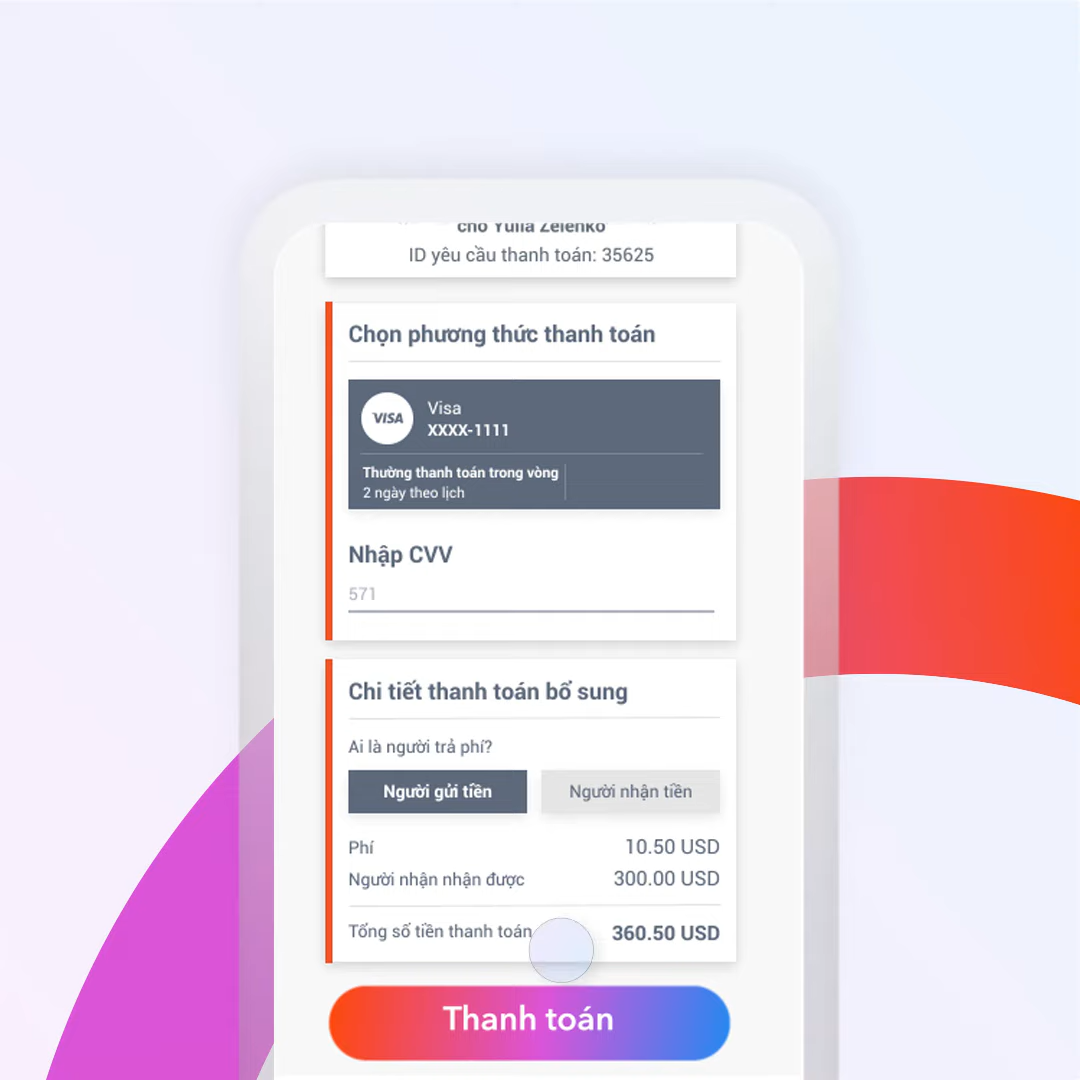 cho Yulia Zelenko
ID yêu cầu thanh toán: 35625
Chọn phương thức thanh toán
VISA
Visa
XXXX-1111
Thường thanh toán trong vòng
2 ngày theo lịch
Nhập CVV
571
Chi tiết thanh toán bổ sung
Ai là người trả phí?
Người gửi tiền
Người nhận tiền
Phí
10.50 USD
Người nhận nhận được
300.00 USD
Tổng số tiền thanh toán
360.50 USD
Thanh toán